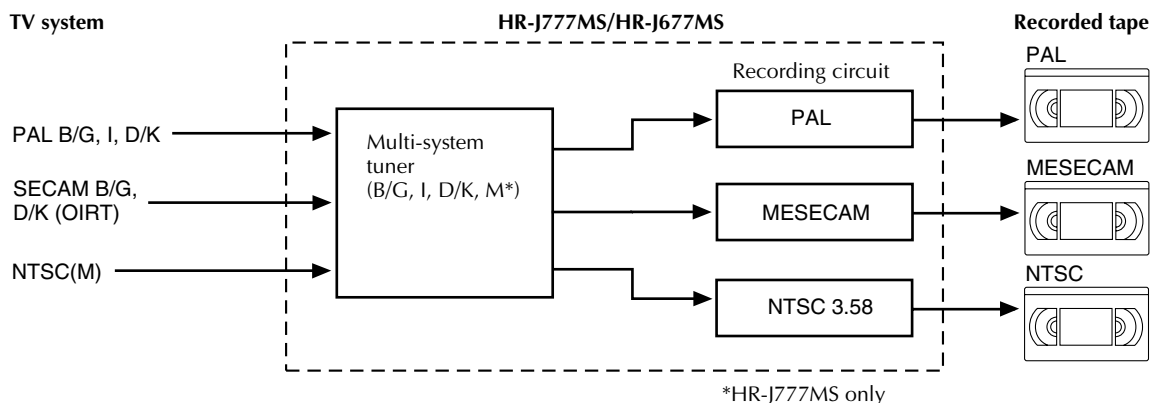 TV system
HR-J777MS/HR-J677MS
Recorded tape
PAL
Recording circuit
PAL B/G, I, D/K
Multi-system
tuner
(B/G, I, D/K, M*)
PAL
SECAM B/G,
D/K (OIRT)
MESECAM
MESECAM
NTSC(M)
NTSC 3.58
NTSC
*HR-J777MS only